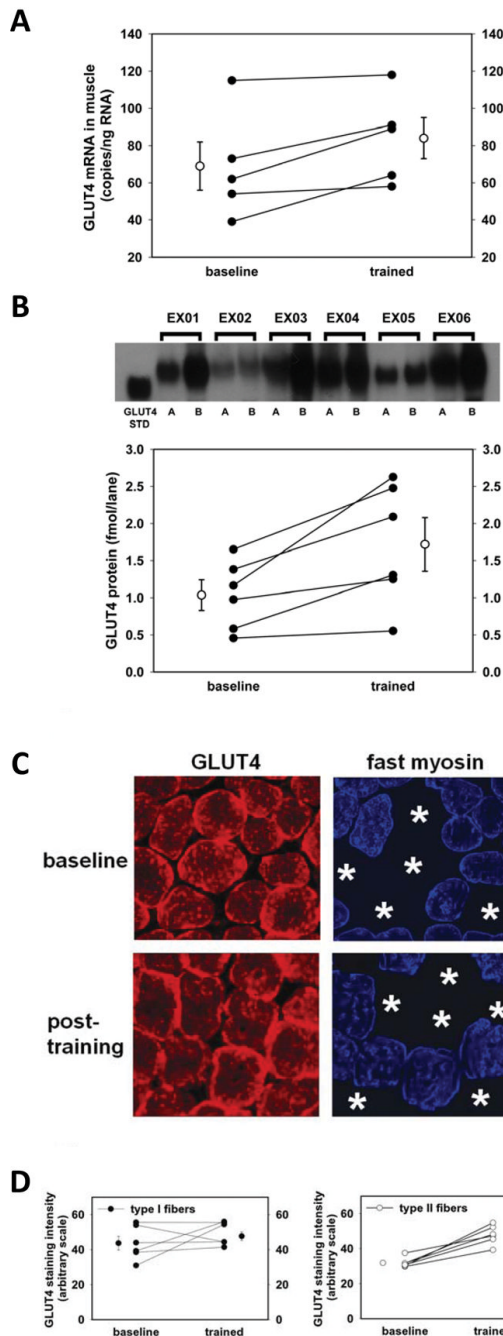 A
GLUT4 mRNA in muscle
(copies/ng RNA)
140
120
100
80
60
40
20
140
120
100
80
60
40
20
baseline trained
B
EX01 EX02 EX03 EX04 EX05 EX06
GLUT4
STD
A B A B A B A B A B A B
GLUT4 protein (fmol/lane)
3.0
2.5
2.0
1.5
1.0
0.5
0.0
3.0
2.5
2.0
1.5
1.0
0.5
0.0
baseline trained
C
GLUT4 fast myosin
baseline
* * * * *
post-
training
* * * * * *
D
GLUT4 staining intensity
(arbitrary scale)
60
40
20
0
type I fibers
60
40
20
0
baseline trained
GLUT4 staining intensity
(arbitrary scale)
60
40
20
0
type II fibers
baseline